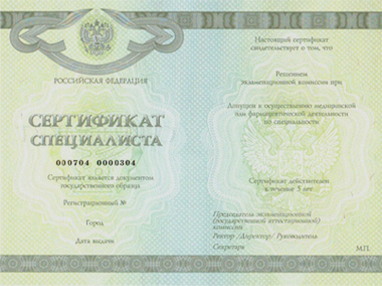 РОССИЙСКАЯ ФЕДЕРАЦИЯ
СЕРТИФИКАТ
СПЕЦИАЛИСТА
000704 0000304
Сертификат является документом
государственного образца
Регистрационный №
Город
Дата выдачи
Настоящий сертификат
свидетельствует о том, что
Решением
экзаменационной комиссии при
Допущен к осуществлению медицинской
или фармацевтической деятельности
по специальности
Сертификат действителен
в течение 5 лет
Председатель экзаменационной
(государственной аттестационной)
комиссии
Ректор /Директор/ Руководитель
Секретарь
М.П.